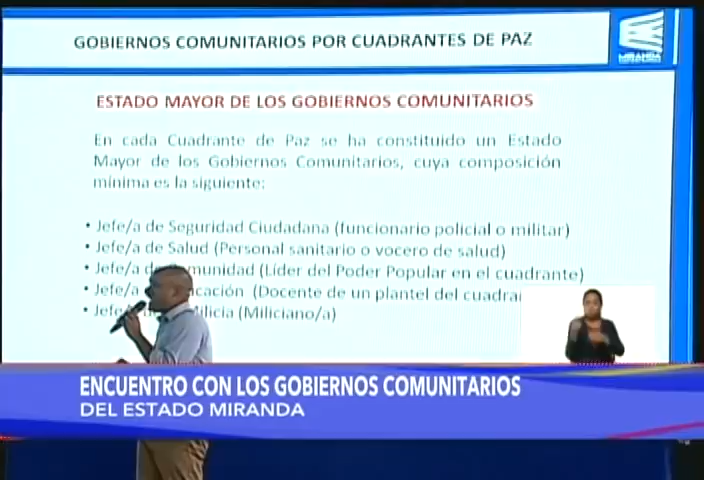 GOBIERNOS COMUNITARIOS POR CUADRANTES DE PAZ
MIRANDA
ESTADO MAYOR DE LOS GOBIERNOS COMUNITARIOS
En cada Cuadrante de Paz se ha constituido un Estado
Mayor de los Gobiernos Comunitarios, cuya composición
mínima es la siguiente:
• Jefe/a de Seguridad Ciudadana (funcionario policial o militar)
• Jefe/a de Salud (Personal sanitario o vocero de salud)
• Jefe/a de Comunidad (Líder del Poder Popular en el cuadrante)
• Jefe/a (Docente de un plantel del
• Milicia (Miliciano/a)
ENCUENTRO CON LOS GOBIERNOS COMUNITARIOS
DEL ESTADO MIRANDA